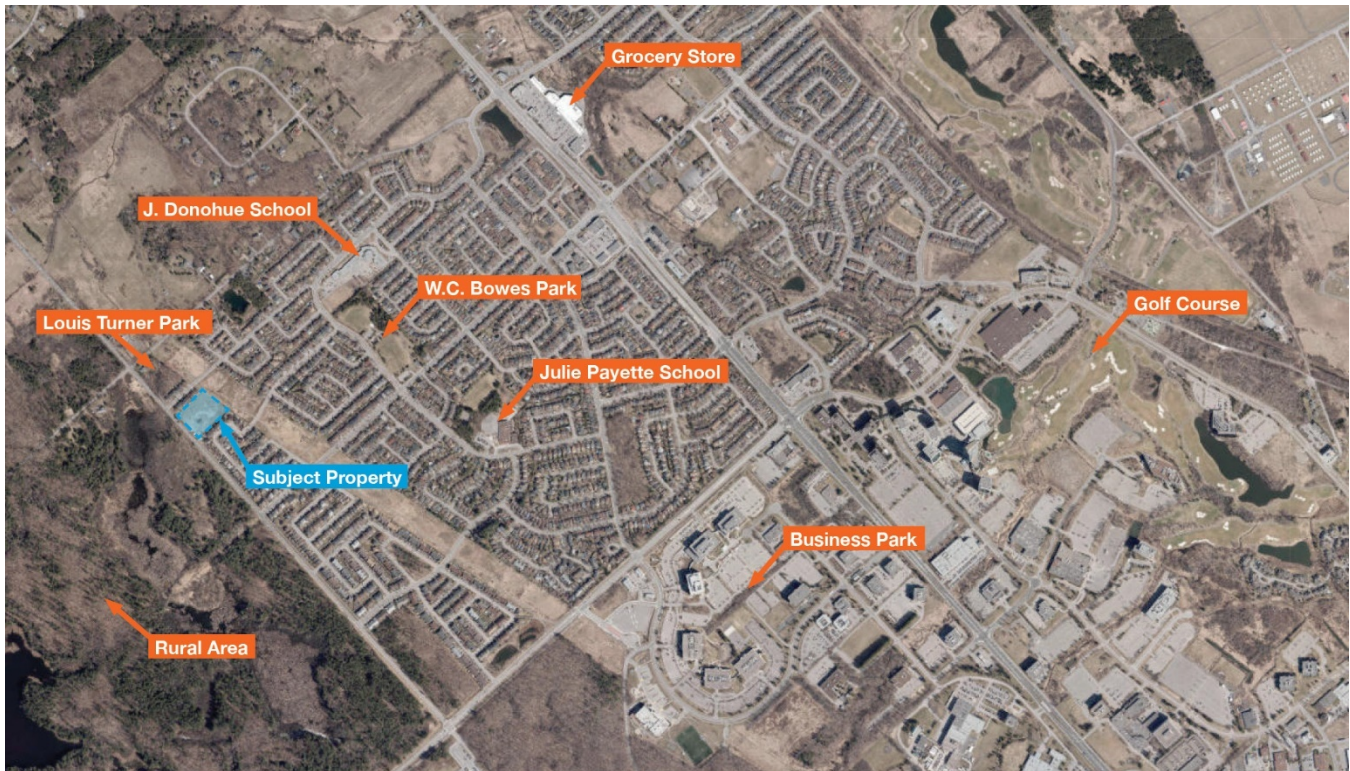 Grocery Store
J. Donohue School
W.C. Bowes Park
Golf Course
Louis Turner Park
Julie Payette School
Subject Property
Business Park
Rural Area